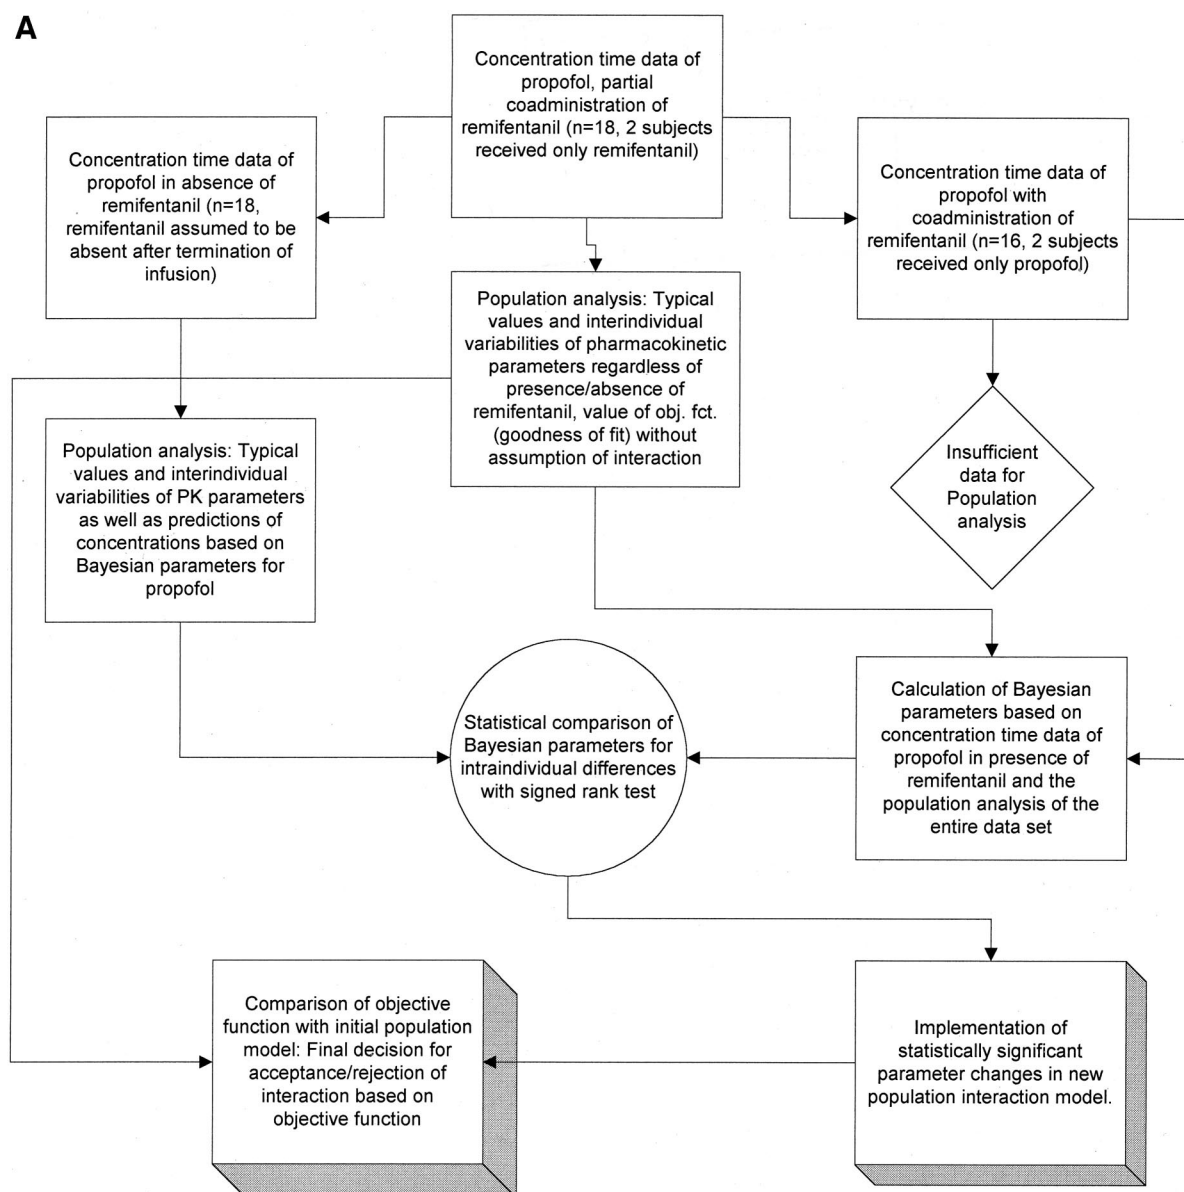 A
Concentration time data of
propofol, partial
coadministration of
remifentanil (n=18, 2 subjects
received only remifentanil)
Concentration time data of
propofol in absence of
remifentanil (n=18,
remifentanil assumed to be
absent after termination of
infusion)
Concentration time data of
propofol with
coadministration of
remifentanil (n=16, 2 subjects
received only propofol)
Population analysis: Typical
values and interindividual
variabilities of pharmacokinetic
parameters regardless of
presence/absence of
remifentanil, value of obj. fct.
(goodness of fit) without
assumption of interaction
Population analysis: Typical
values and interindividual
variabilities of PK parameters
as well as predictions of
concentrations based on
Bayesian parameters for
propofol
Insufficient
data for
Population
analysis
Statistical comparison of
Bayesian parameters for
intraindividual differences
with signed rank test
Calculation of Bayesian
parameters based on
concentration time data of
propofol in presence of
remifentanil and the
population analysis of the
entire data set
Comparison of objective
function with initial population
model: Final decision for
acceptance/rejection of
interaction based on
objective function
Implementation of
statistically significant
parameter changes in new
population interaction model.